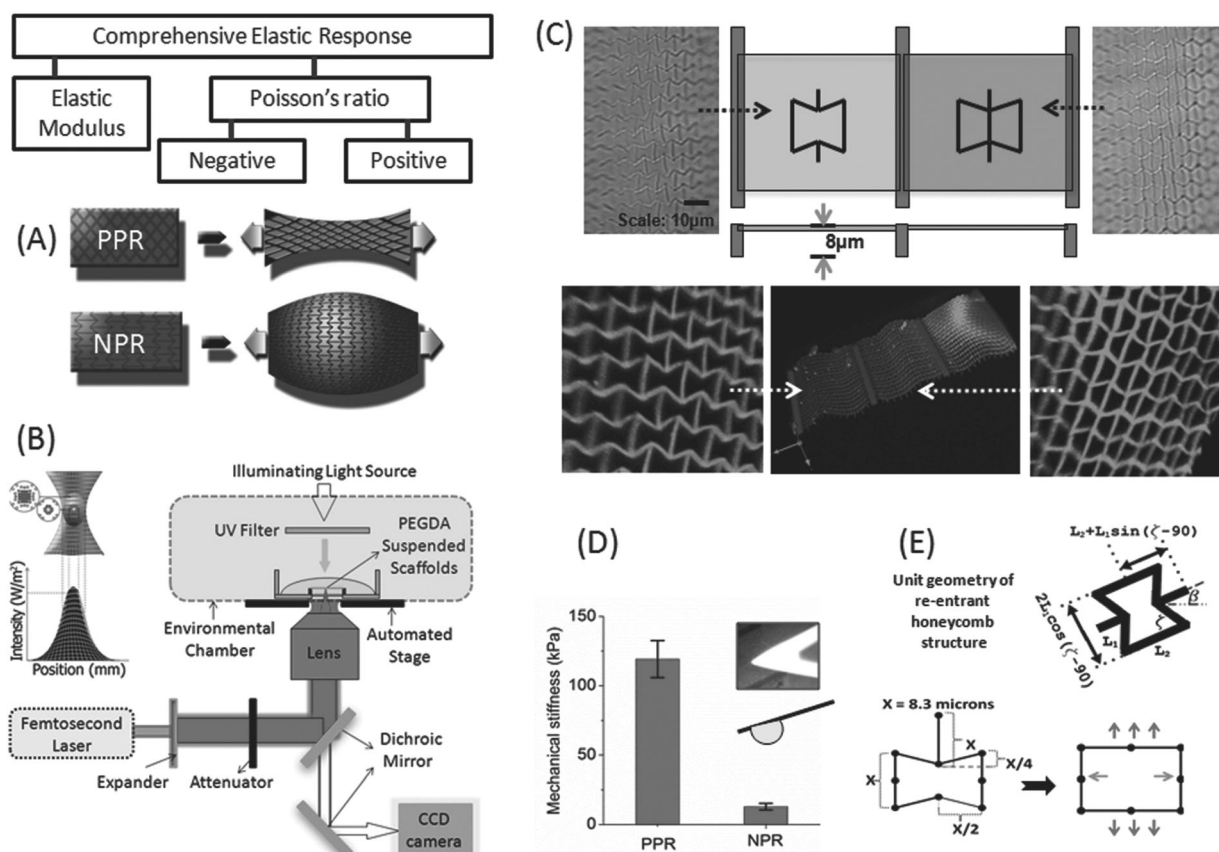 Comprehensive Elastic Response
Elastic
Modulus
Poisson's ratio
Negative
Positive
(A)
PPR
NPR
(B)
Intensity (W/m²)
Position (mm)
Illuminating Light Source
UV Filter
PEGDA
Suspended
Scaffolds
Environmental
Chamber
Lens
Automated
Stage
Femtosecond
Laser
Expander
Attenuator
Dichroic
Mirror
CCD
camera
(C)
Scale: 10µm
8µm
(D)
Mechanical stiffness (kPa)
150
100
50
0
PPR
NPR
(E)
Unit geometry of
re-entrant
honeycomb
structure
L₂+L₁sin(ζ-90)
2L₁cos(ζ-90)
β
ζ
L₁
L₂
X = 8.3 microns
X
X
X/4
X/2